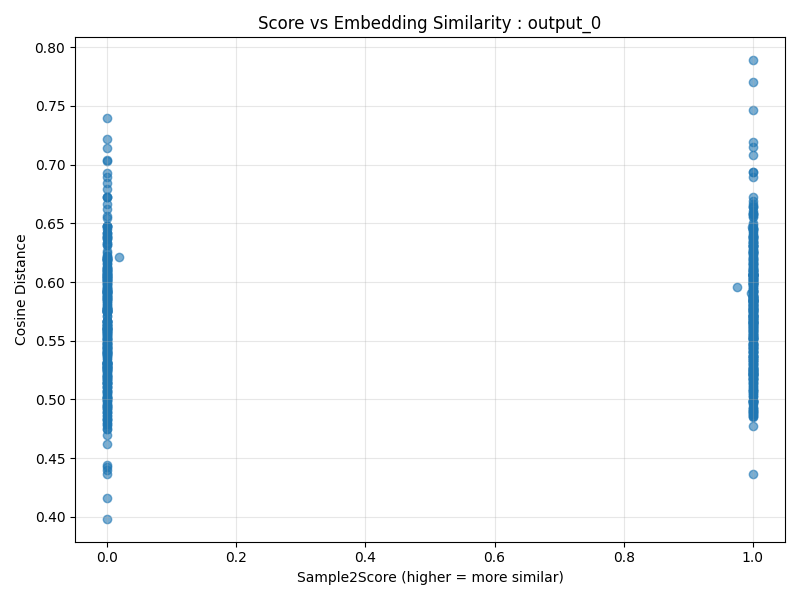 Score vs Embedding Similarity : output_0
Cosine Distance
0.80
0.75
0.70
0.65
0.60
0.55
0.50
0.45
0.40
0.0 0.2 0.4 0.6 0.8 1.0
Sample2Score (higher = more similar)